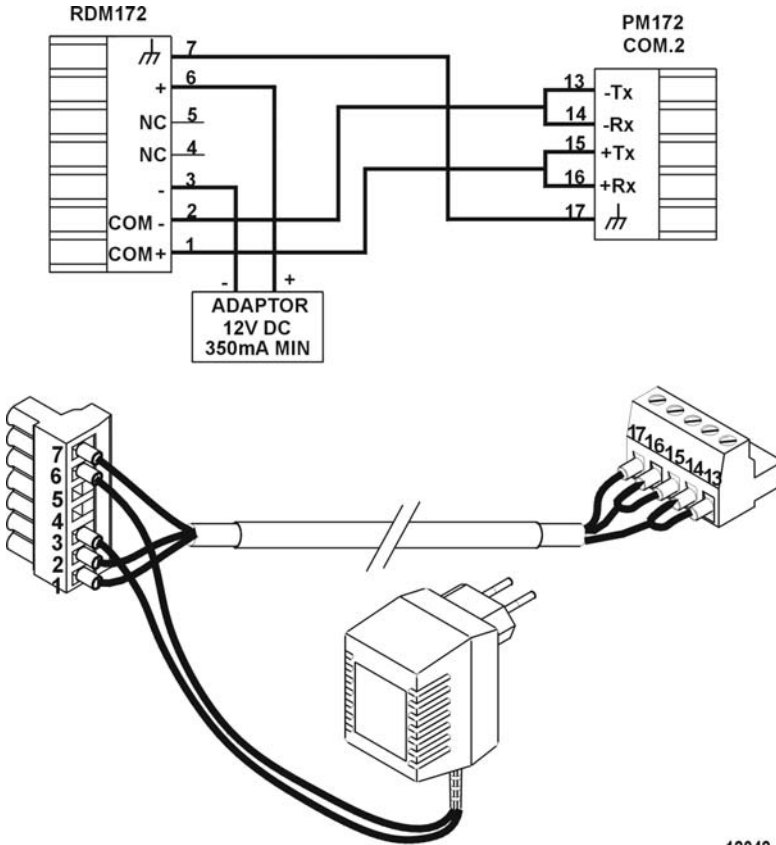 RDM172
PM172
COM.2
7
6
+
NC 5
NC 4
- 3
COM - 2
COM+ 1
13 -Tx
14 -Rx
15 +Tx
16 +Rx
17
- +
ADAPTOR
12V DC
350mA MIN
7
6
5
4
3
2
1
17 16 15 14 13